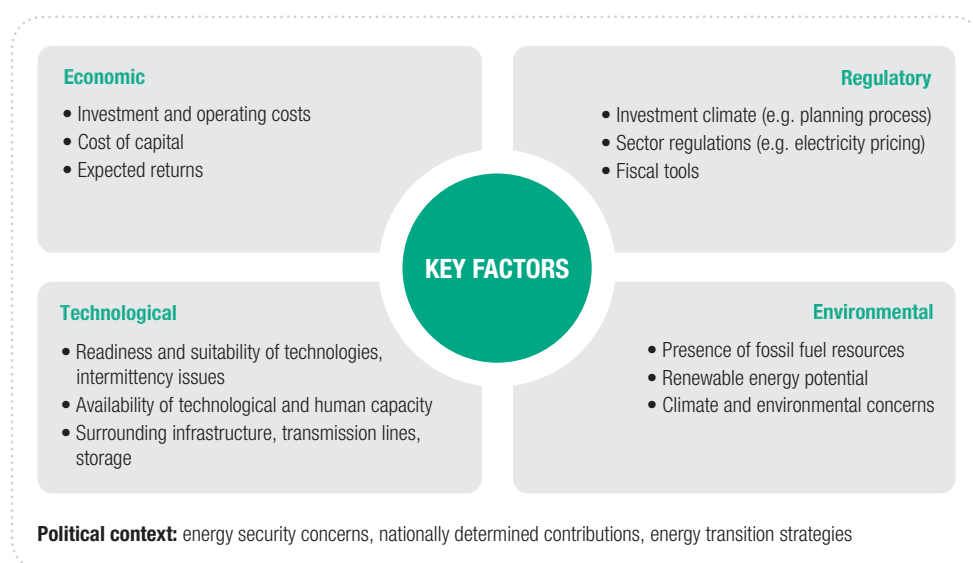 Economic
• Investment and operating costs
• Cost of capital
• Expected returns
Regulatory
• Investment climate (e.g. planning process)
• Sector regulations (e.g. electricity pricing)
• Fiscal tools
KEY FACTORS
Technological
• Readiness and suitability of technologies,
intermittency issues
• Availability of technological and human capacity
• Surrounding infrastructure, transmission lines,
storage
Environmental
• Presence of fossil fuel resources
• Renewable energy potential
• Climate and environmental concerns
Political context: energy security concerns, nationally determined contributions, energy transition strategies